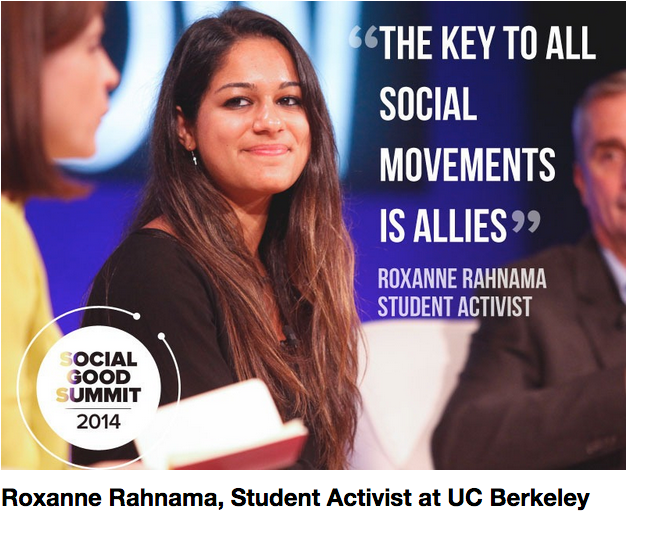 “THE KEY TO ALL
SOCIAL
MOVEMENTS
IS ALLIES”
ROXANNE RAHNAMA
STUDENT ACTIVIST
SOCIAL
GOOD
SUMMIT
2014
Roxanne Rahnama, Student Activist at UC Berkeley